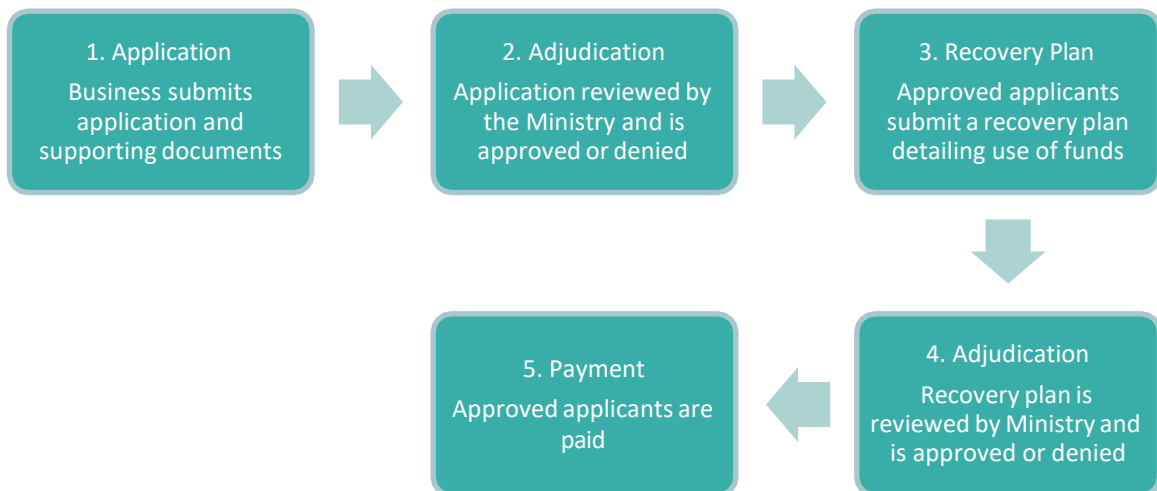 1. Application
Business submits
application and
supporting documents
2. Adjudication
Application reviewed by
the Ministry and is
approved or denied
3. Recovery Plan
Approved applicants
submit a recovery plan
detailing use of funds
4. Adjudication
Recovery plan is
reviewed by Ministry and
is approved or denied
5. Payment
Approved applicants are
paid